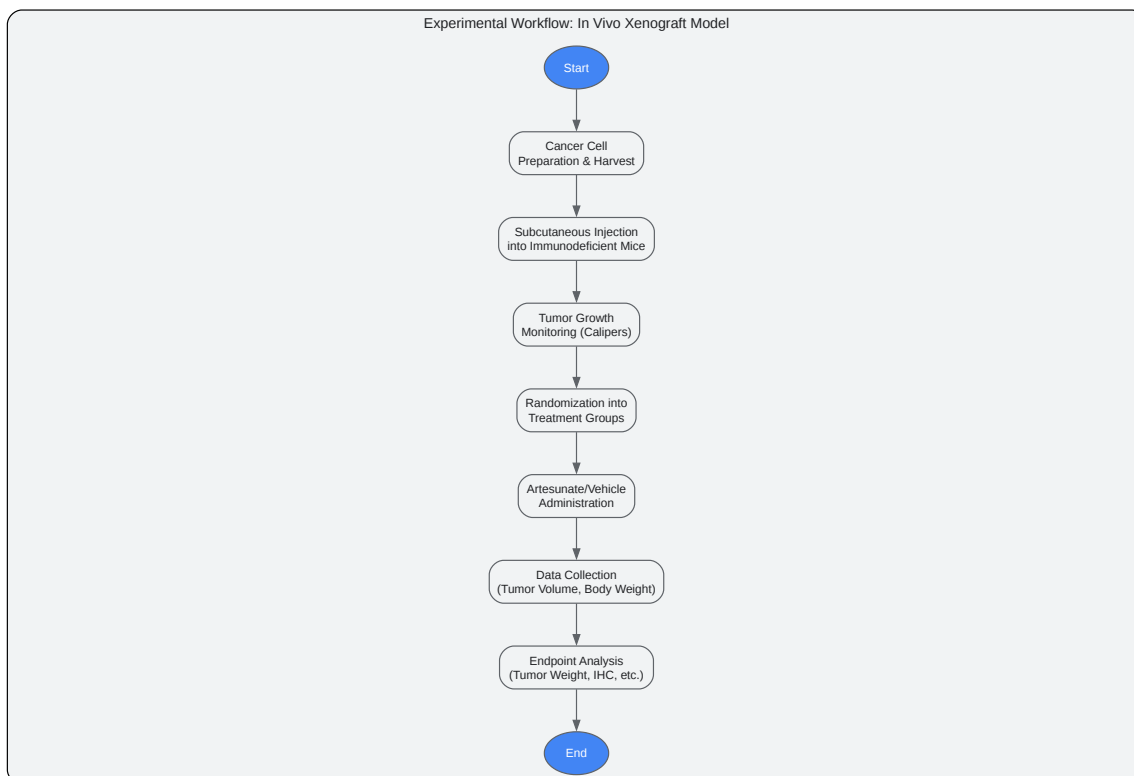 Experimental Workflow: In Vivo Xenograft Model
Start
Cancer Cell
Preparation & Harvest
Subcutaneous Injection
into Immunodeficient Mice
Tumor Growth
Monitoring (Calipers)
Randomization into
Treatment Groups
Artesunate/Vehicle
Administration
Data Collection
(Tumor Volume, Body Weight)
Endpoint Analysis
(Tumor Weight, IHC, etc.)
End